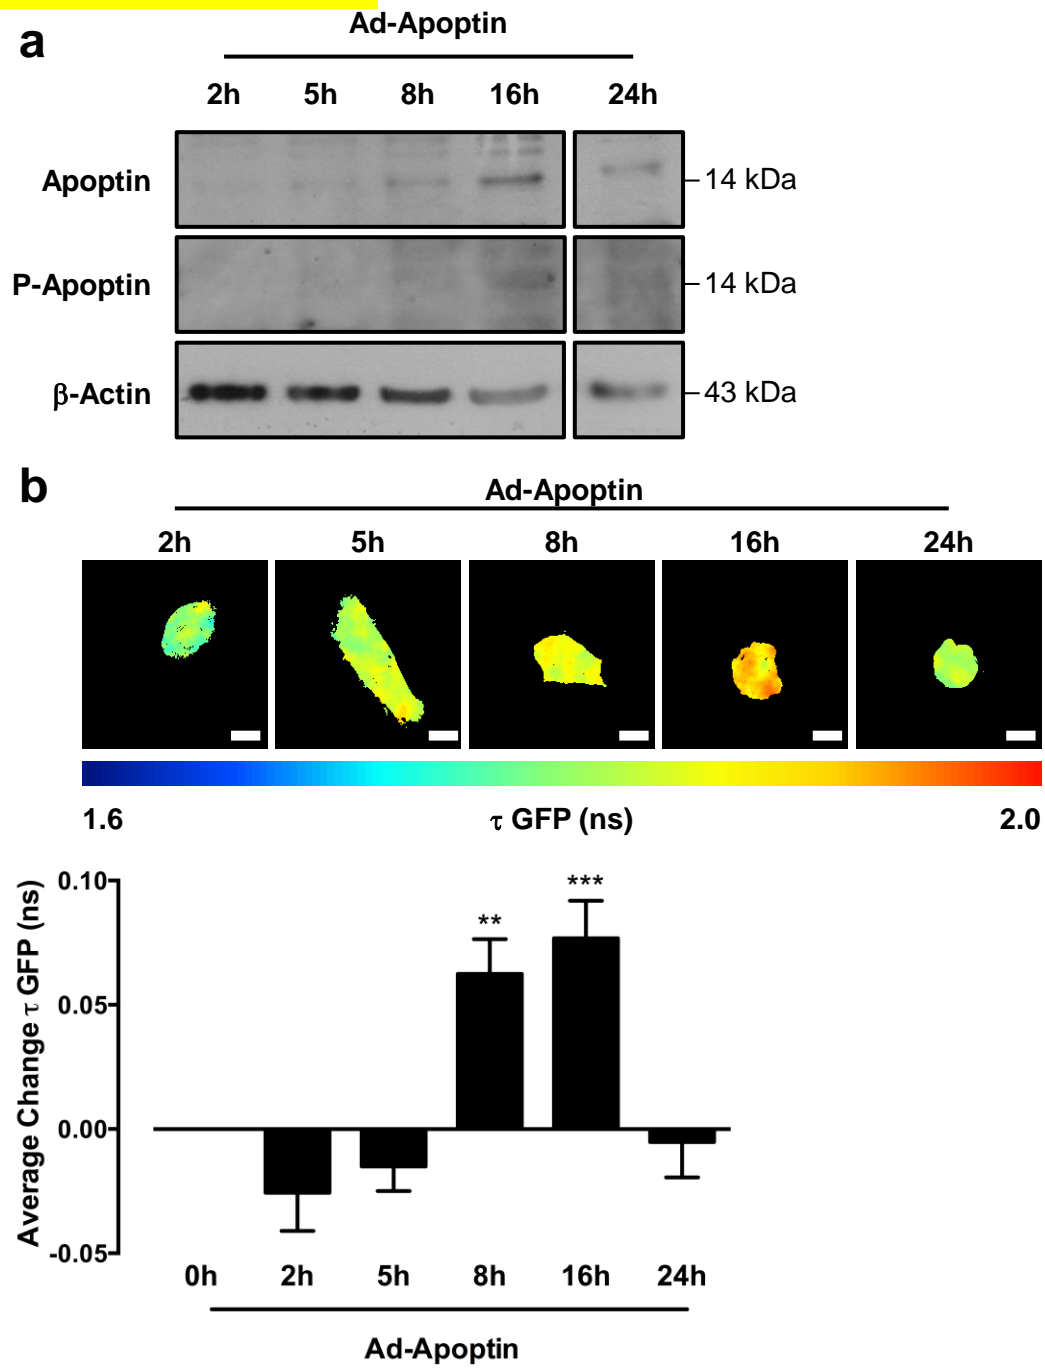 a
Ad-Apoptin
2h 5h 8h 16h 24h
Apoptin
14 kDa
P-Apoptin
14 kDa
β-Actin
43 kDa
b
Ad-Apoptin
2h 5h 8h 16h 24h
1.6 τ GFP (ns) 2.0
Average Change τ GFP (ns)
0.10
0.05
0.00
-0.05
**
***
0h 2h 5h 8h 16h 24h
Ad-Apoptin